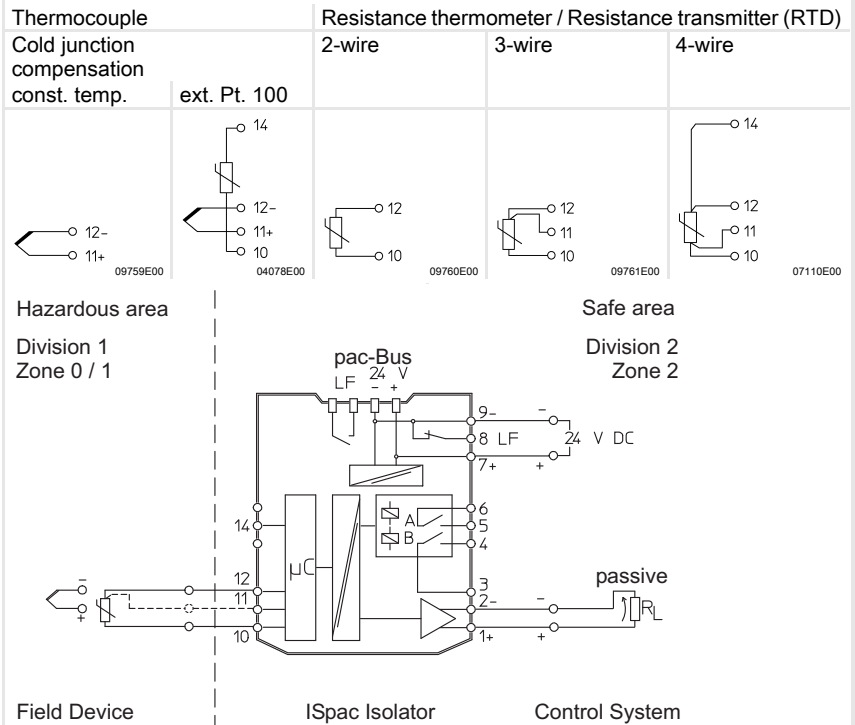 Thermocouple Resistance thermometer / Resistance transmitter (RTD)
Cold junction compensation
const. temp. ext. Pt. 100 2-wire 3-wire 4-wire
12-
11+
09759E00
14
12-
11+
10
04078E00
12
10
09760E00
12
11
10
09761E00
14
12
11
10
07110E00
Hazardous area Safe area
Division 1 Division 2
Zone 0 / 1 Zone 2
pac-Bus
LF 24 V
- +
9- -
8 LF 24 V DC
7+ +
14
A
B
6
5
4
3
µC
12
11
10
- +
passive
2- -
RL
1+ +
Field Device ISpac Isolator Control System